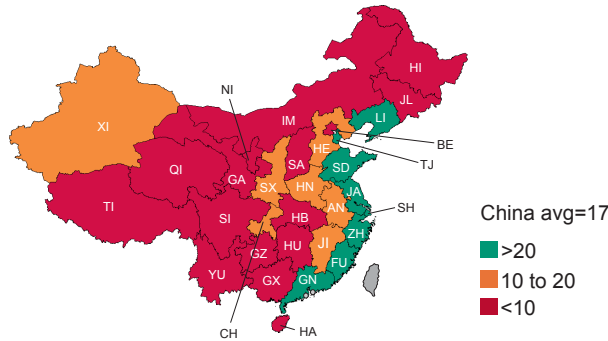 HI
NI
JL
IM
LI
XI
BE
HE
SA
TJ
QI
GA
SD
SX
HN
JA
TI
SH
AN
SI
HB
China avg=17
ZH
HU
JI
>20
GZ
FU
YU
GX
GN
10 to 20
<10
CH
HA